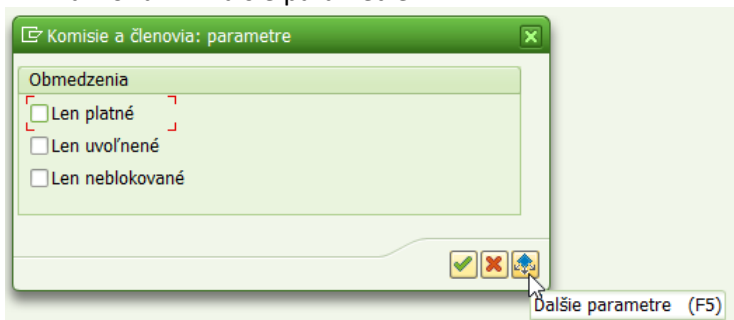 Komisie a členovia: parametre
Obmedzenia
Len platné
Len uvoľnené
Len neblokované
Ďalšie parametre (F5)